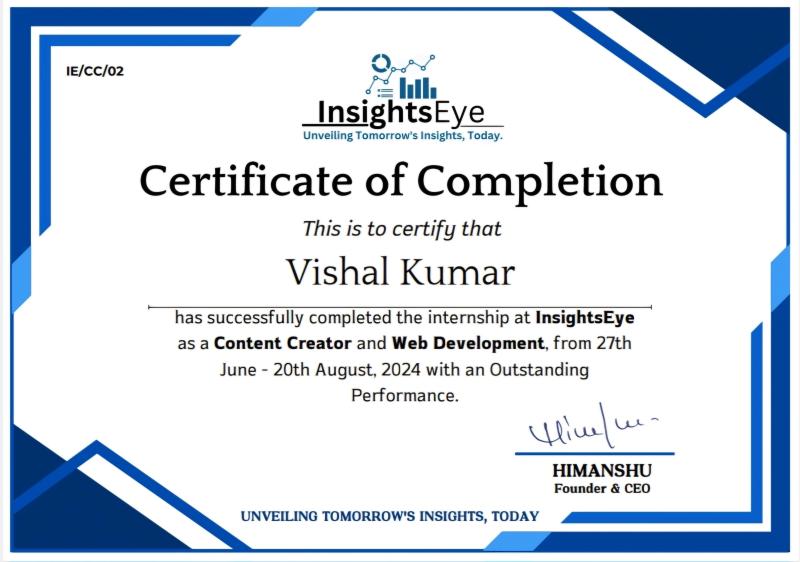 IE/CC/02
InsightsEye
Unveiling Tomorrow's Insights, Today.
Certificate of Completion
This is to certify that
Vishal Kumar
has successfully completed the internship at InsightsEye
as a Content Creator and Web Development, from 27th
June - 20th August, 2024 with an Outstanding
Performance.
HIMANSHU
Founder & CEO
UNVEILING TOMORROW'S INSIGHTS, TODAY